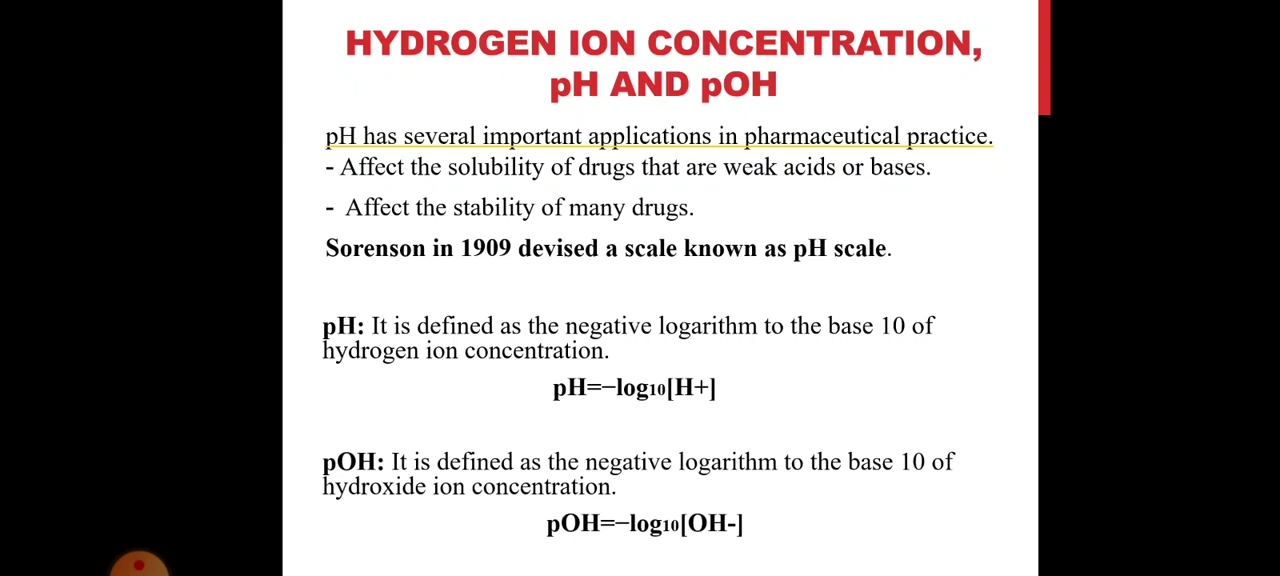 HYDROGEN ION CONCENTRATION,
pH AND pOH
pH has several important applications in pharmaceutical practice.
- Affect the solubility of drugs that are weak acids or bases.
- Affect the stability of many drugs.
Sorenson in 1909 devised a scale known as pH scale.
pH: It is defined as the negative logarithm to the base 10 of
hydrogen ion concentration.
pH=−log10[H+]
pOH: It is defined as the negative logarithm to the base 10 of
hydroxide ion concentration.
pOH=−log10[OH-]